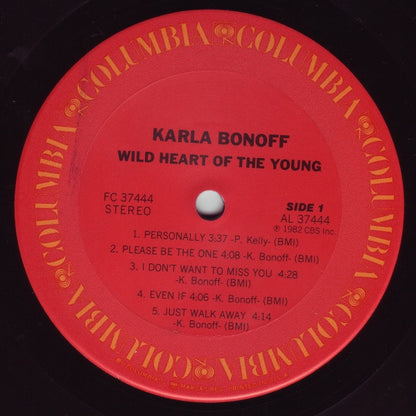 COLUMBIA COLUMBIA COLUMBIA COLUMBIA COLUMBIA COLUMBIA
KARLA BONOFF
WILD HEART OF THE YOUNG
FC 37444
STEREO
SIDE 1
AL 37444
℗ 1982 CBS Inc.
1. PERSONALLY 3:37 -P. Kelly- (BMI)
2. PLEASE BE THE ONE 4:08 -K. Bonoff- (BMI)
3. I DON'T WANT TO MISS YOU 4:28
-K. Bonoff- (BMI)
4. EVEN IF 4:06 -K. Bonoff- (BMI)
5. JUST WALK AWAY 4:14
-K. Bonoff- (BMI)